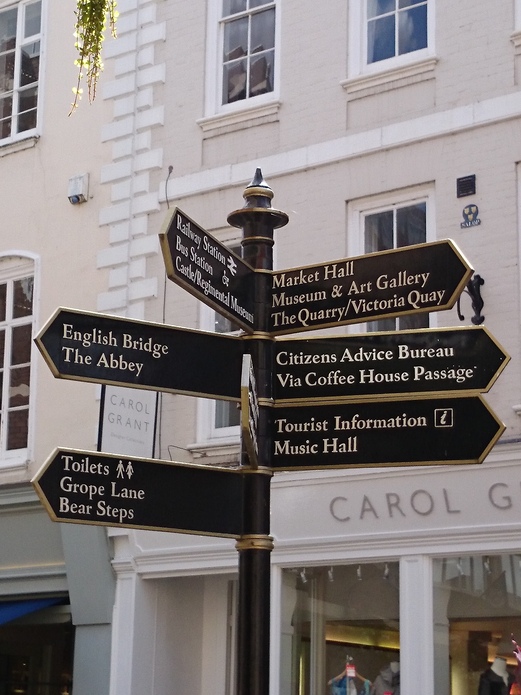 Railway Station
Bus Station &
Castle/Regimental Museum
Market Hall
Museum & Art Gallery
The Quarry/Victoria Quay
English Bridge
The Abbey
Citizens Advice Bureau
Via Coffee House Passage
Tourist Information i
Music Hall
Toilets
Grope Lane
Bear Steps
CAROL
GRANT
CAROL G
SALOP